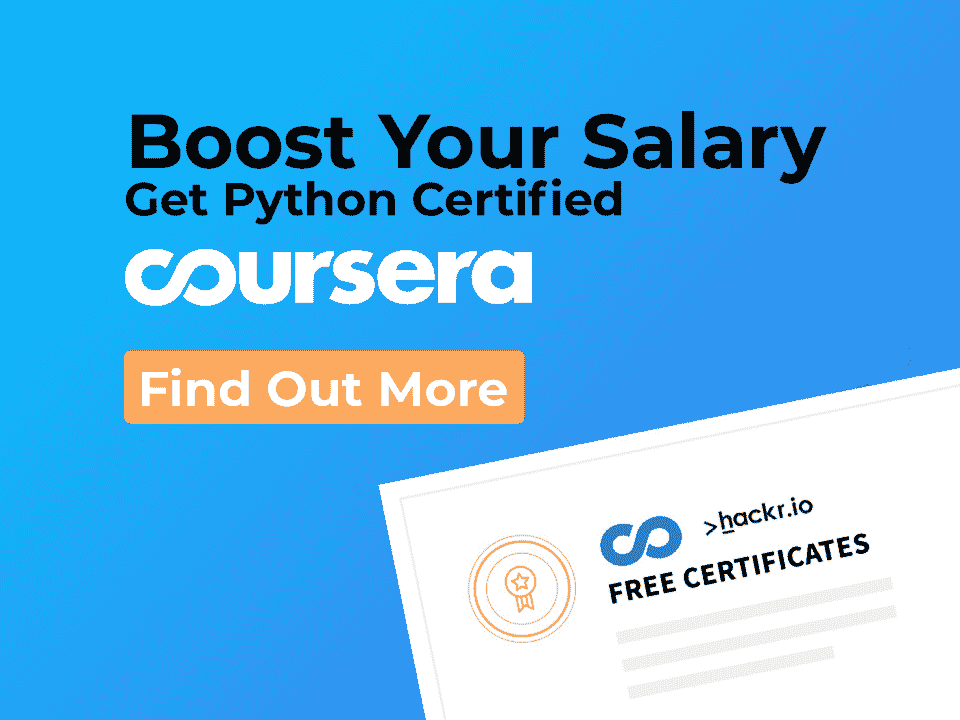 Boost Your Salary
Get Python Certified
coursera
Find Out More
>hackr.io
FREE CERTIFICATES